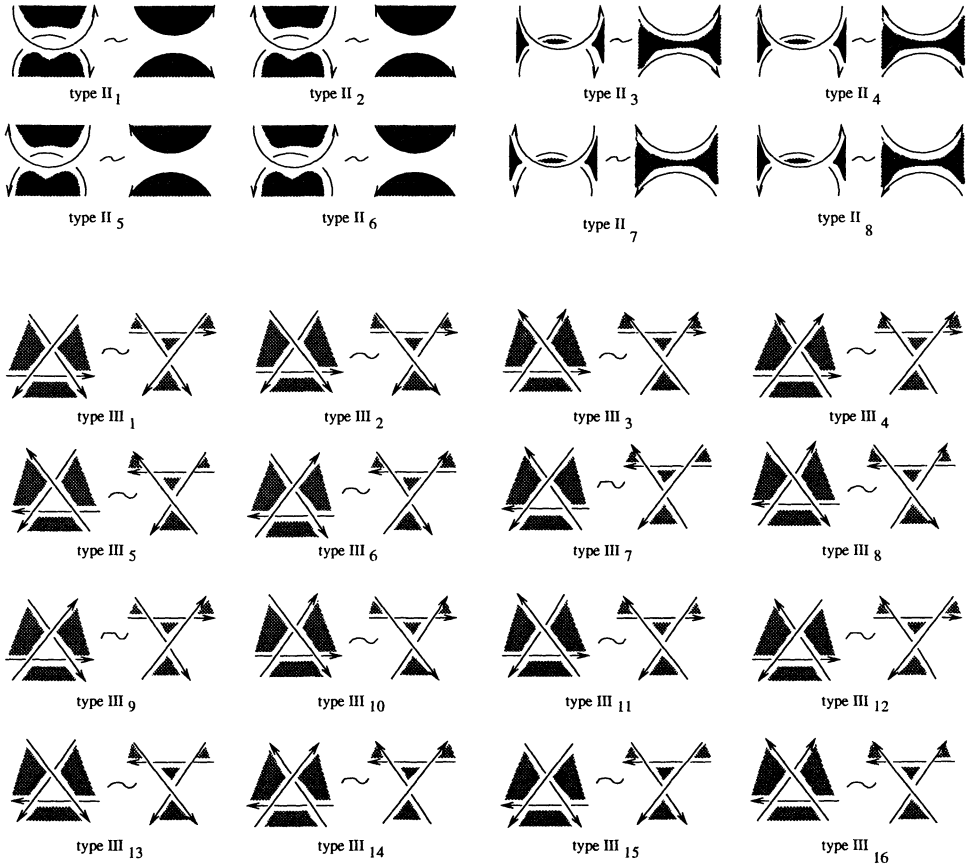 type II 1 type II 2 type II 3 type II 4
type II 5 type II 6 type II 7 type II 8
type III 1 type III 2 type III 3 type III 4
type III 5 type III 6 type III 7 type III 8
type III 9 type III 10 type III 11 type III 12
type III 13 type III 14 type III 15 type III 16